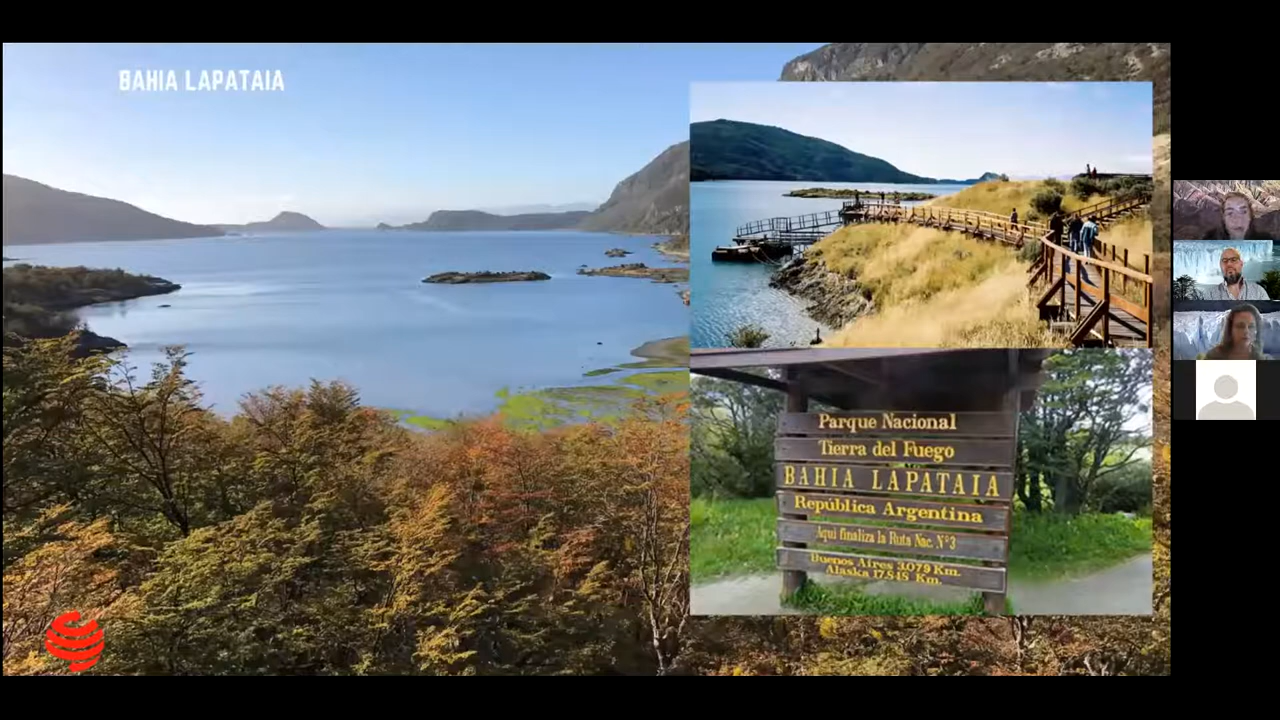 BAHIA LAPATAIA
Parque Nacional
Tierra del Fuego
BAHIA LAPATAIA
República Argentina
Aqui finaliza la Ruta Nac. Nº3
Buenos Aires 3.079 Km.
Alaska 17.848 Km.